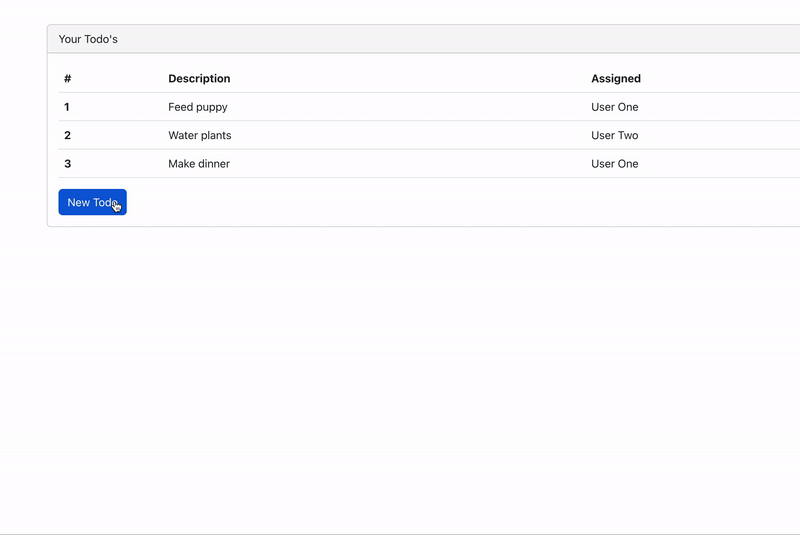 Your Todo's
# Description Assigned
1 Feed puppy User One
2 Water plants User Two
3 Make dinner User One
New Todo